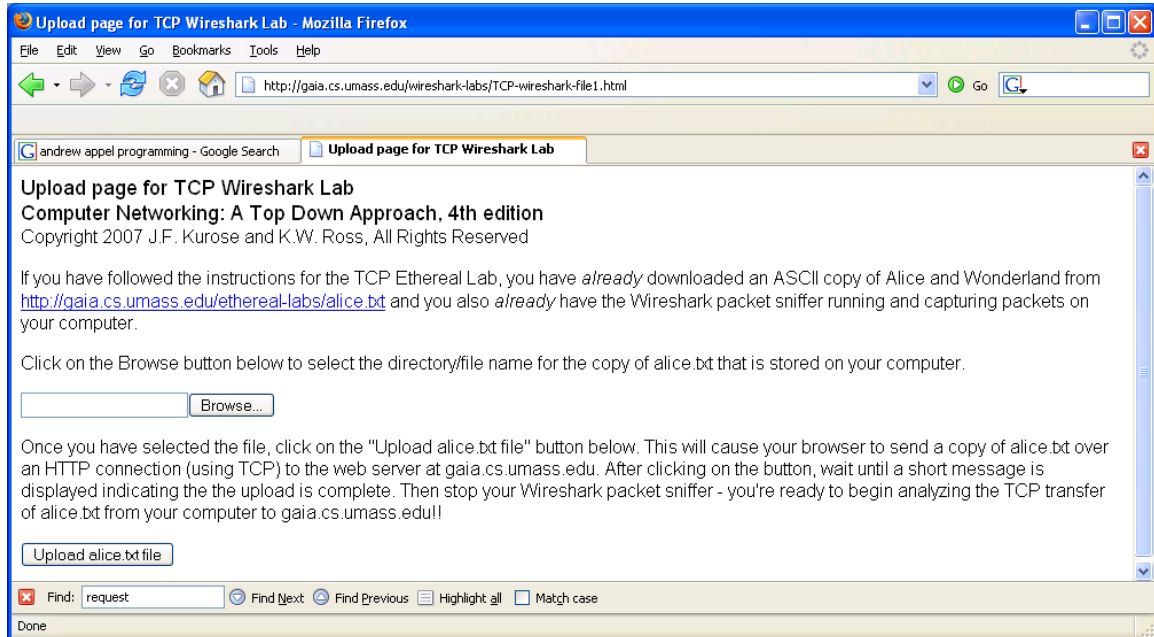 Upload page for TCP Wireshark Lab - Mozilla Firefox
File Edit View Go Bookmarks Tools Help
http://gaia.cs.umass.edu/wireshark-labs/TCP-wireshark-file1.html Go G
G andrew appel programming - Google Search Upload page for TCP Wireshark Lab
Upload page for TCP Wireshark Lab
Computer Networking: A Top Down Approach, 4th edition
Copyright 2007 J.F. Kurose and K.W. Ross, All Rights Reserved
If you have followed the instructions for the TCP Ethereal Lab, you have already downloaded an ASCII copy of Alice and Wonderland from
http://gaia.cs.umass.edu/ethereal-labs/alice.txt and you also already have the Wireshark packet sniffer running and capturing packets on
your computer.
Click on the Browse button below to select the directory/file name for the copy of alice.txt that is stored on your computer.
Browse...
Once you have selected the file, click on the "Upload alice.txt file" button below. This will cause your browser to send a copy of alice.txt over
an HTTP connection (using TCP) to the web server at gaia.cs.umass.edu. After clicking on the button, wait until a short message is
displayed indicating the the upload is complete. Then stop your Wireshark packet sniffer - you're ready to begin analyzing the TCP transfer
of alice.txt from your computer to gaia.cs.umass.edu!!
Upload alice.txt file
Find: request Find Next Find Previous Highlight all Match case
Done